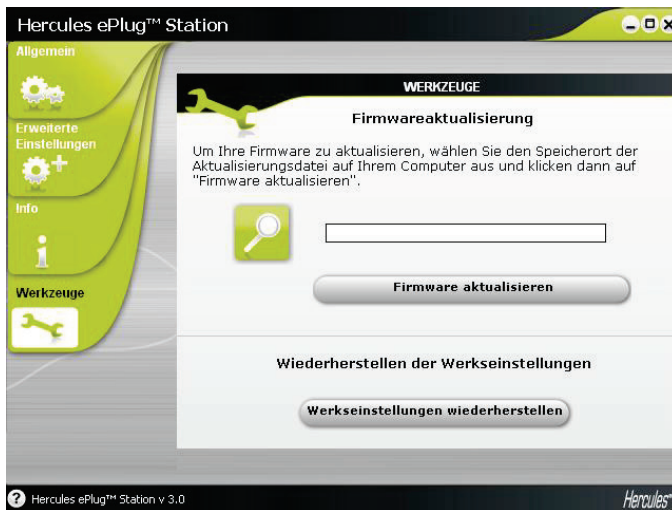 Hercules ePlug™ Station
Allgemein
Erweiterte
Einstellungen
Info
Werkzeuge
WERKZEUGE
Firmwareaktualisierung
Um Ihre Firmware zu aktualisieren, wählen Sie den Speicherort der
Aktualisierungsdatei auf Ihrem Computer aus und klicken dann auf
"Firmware aktualisieren".
Firmware aktualisieren
Wiederherstellen der Werkseinstellungen
Werkseinstellungen wiederherstellen
? Hercules ePlug™ Station v 3.0
Hercules™